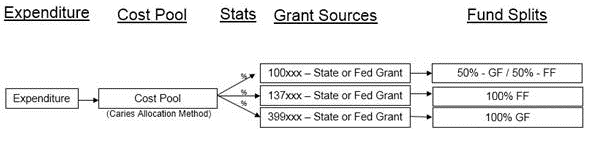 Expenditure Cost Pool Stats Grant Sources Fund Splits
% 100xxx – State or Fed Grant 50% - GF / 50% - FF
Expenditure Cost Pool % 137xxx – State or Fed Grant 100% FF
(Caries Allocation Method) % 399xxx – State or Fed Grant 100% GF